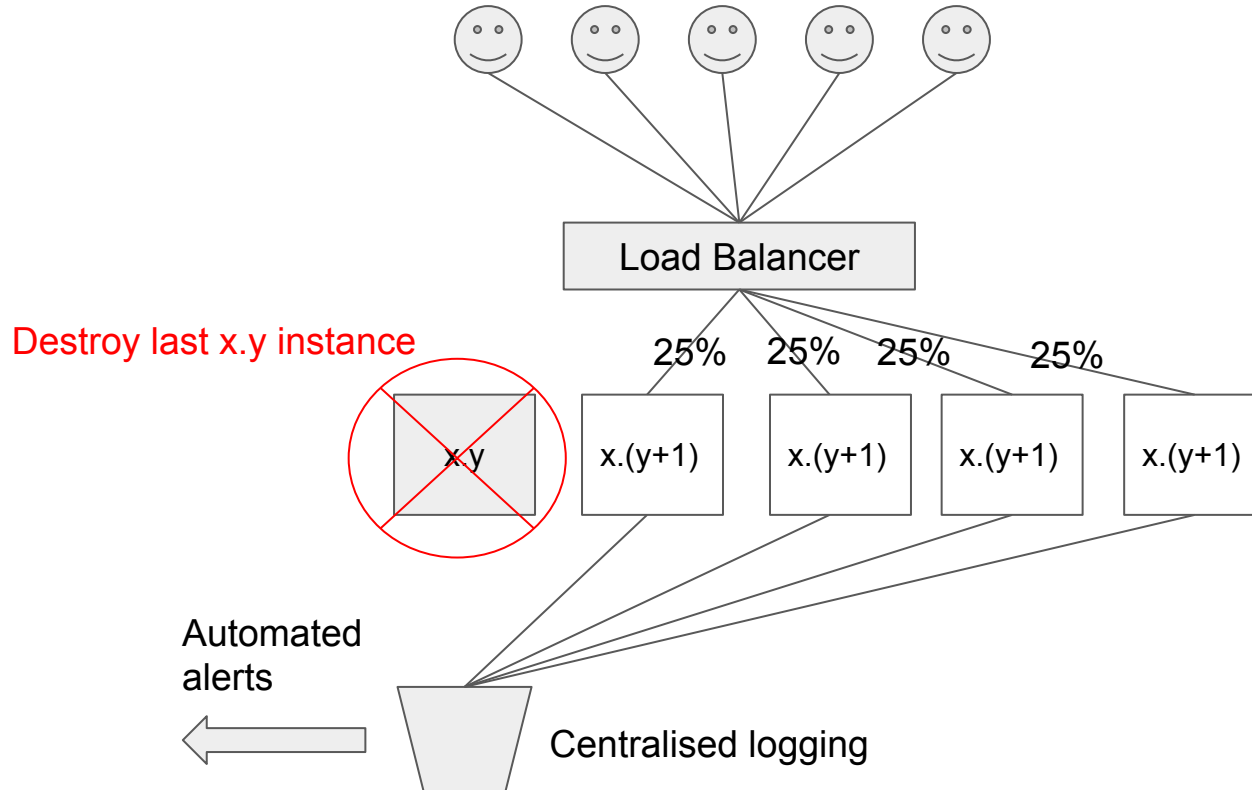 Load Balancer
Destroy last x.y instance
25% 25% 25% 25%
x.y x.(y+1) x.(y+1) x.(y+1) x.(y+1)
Automated
alerts
Centralised logging